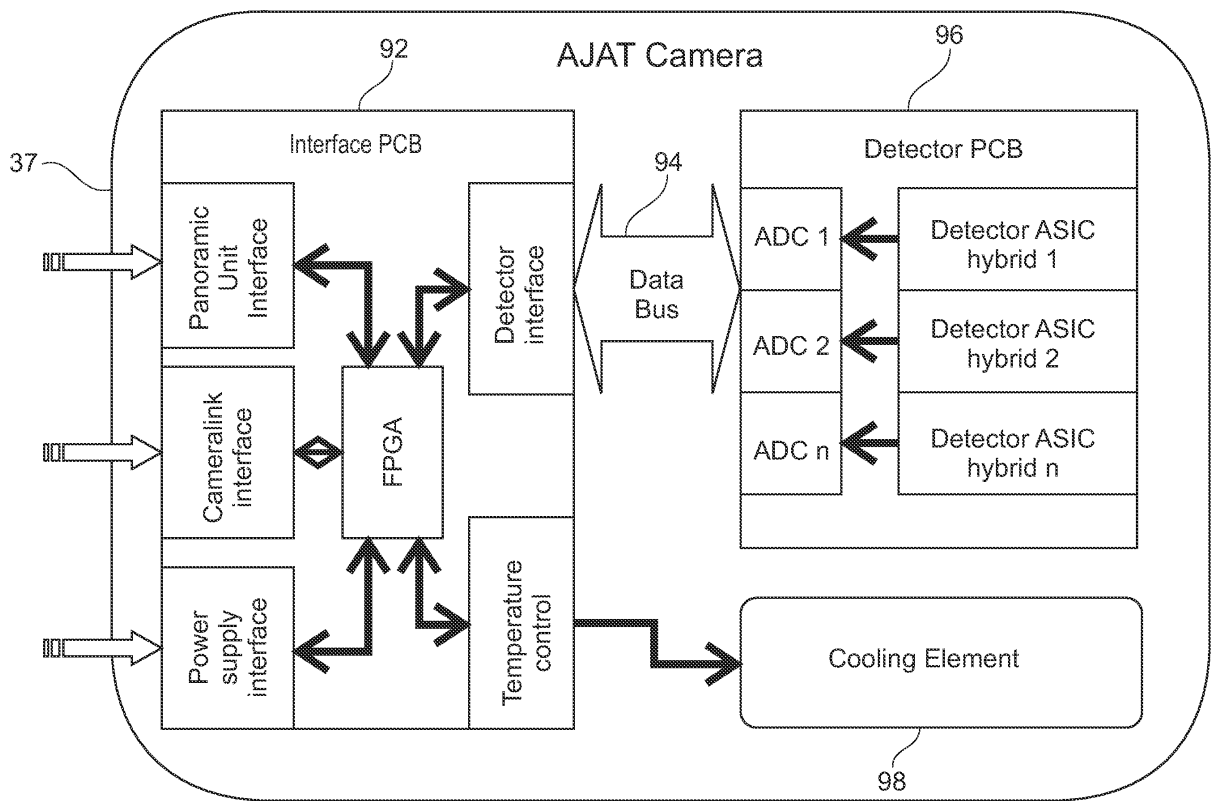 AJAT Camera
92
96
37
94
98
Interface PCB
Panoramic
Unit
Interface
Cameralink
interface
Power
supply
interface
FPGA
Detector
interface
Temperature
control
Data
Bus
Detector PCB
ADC 1
Detector ASIC
hybrid 1
ADC 2
Detector ASIC
hybrid 2
ADC n
Detector ASIC
hybrid n
Cooling Element